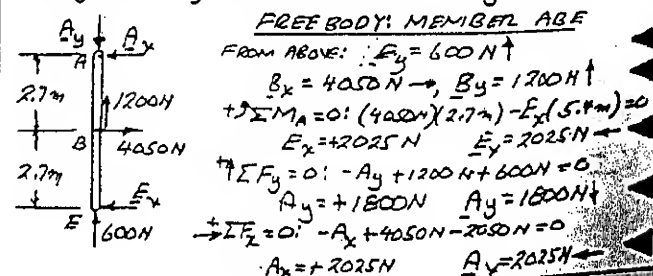 FREE BODY: MEMBER ABE
Ay
Ax
A
FROM ABOVE: Ey = 600 N ↑
Bx = 4050 N →, By = 1200 N ↑
2.7m
1200N
+↺ ΣMA = 0: (4050N)(2.7m) - Ex(5.4m) = 0
B
4050N
Ex = +2025 N Ex = 2025 N ←
2.7m
+↑ ΣFy = 0: -Ay + 1200 N + 600N = 0
Ex
Ay = +1800N Ay = 1800N ↓
E
600N
+→ ΣFx = 0: -Ax + 4050N - 2050 N = 0
Ax = + 2025N Ax = 2025N ←